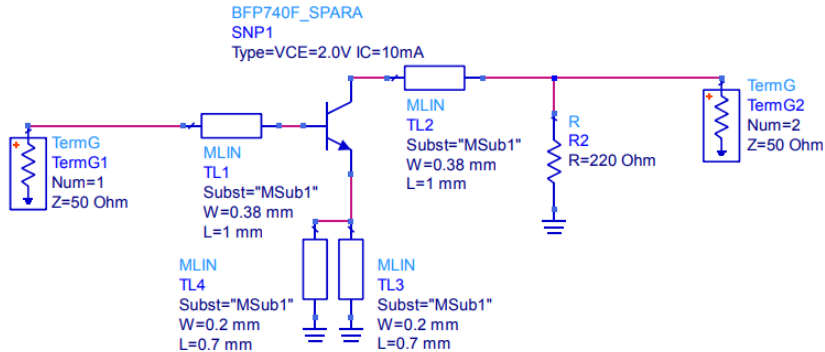 BFP740F_SPARA
SNP1
Type=VCE=2.0V IC=10mA
TermG
TermG1
Num=1
Z=50 Ohm
MLIN
TL1
Subst="MSub1"
W=0.38 mm
L=1 mm
MLIN
TL2
Subst="MSub1"
W=0.38 mm
L=1 mm
R
R2
R=220 Ohm
TermG
TermG2
Num=2
Z=50 Ohm
MLIN
TL4
Subst="MSub1"
W=0.2 mm
L=0.7 mm
MLIN
TL3
Subst="MSub1"
W=0.2 mm
L=0.7 mm